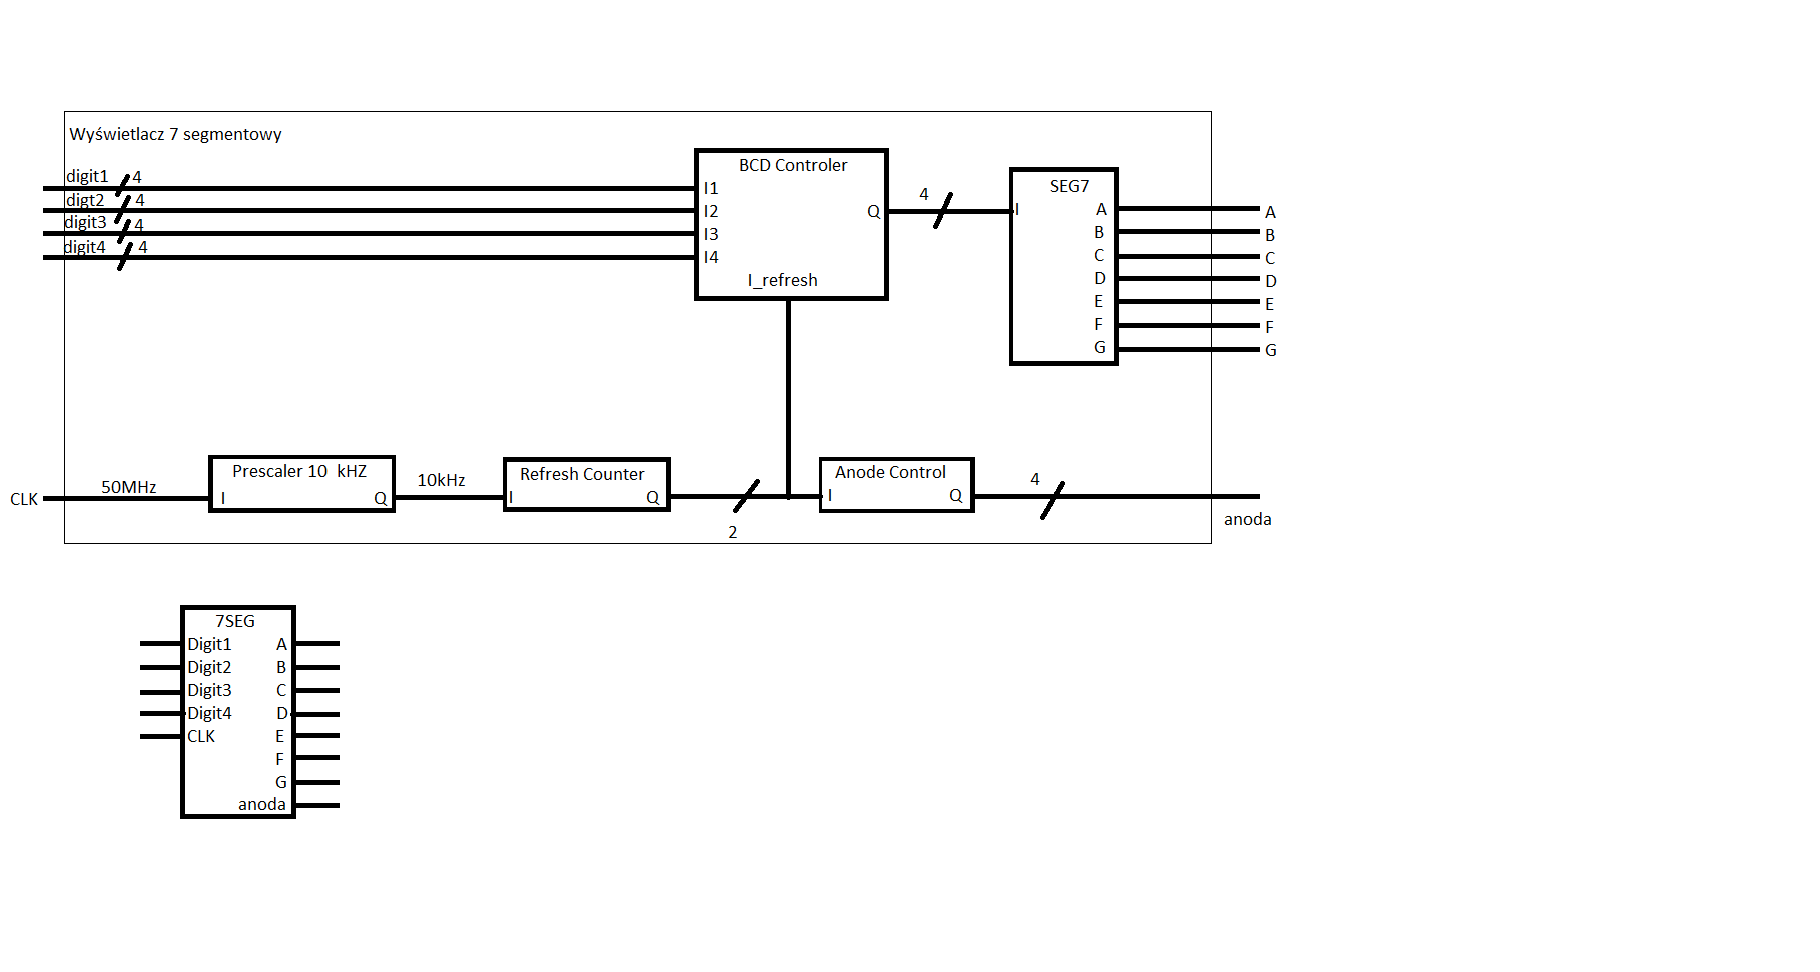 Wyświetlacz 7 segmentowy
digit1 4
digt2 4
digit3 4
digit4 4
BCD Controler
I1
I2
I3
I4
Q
I_refresh
4
SEG7
I
A
B
C
D
E
F
G
A
B
C
D
E
F
G
CLK
50MHz
Prescaler 10 kHZ
I Q
10kHz
Refresh Counter
I Q
2
Anode Control
I Q
4
anoda
7SEG
Digit1 A
Digit2 B
Digit3 C
Digit4 D
CLK E
F
G
anoda